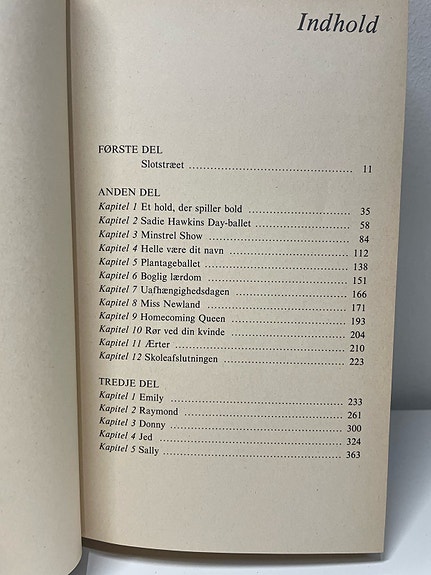 Indhold
FØRSTE DEL
Slotstræet ........................................ 11
ANDEN DEL
Kapitel 1 Et hold, der spiller bold ........................ 35
Kapitel 2 Sadie Hawkins Day-ballet ........................ 58
Kapitel 3 Minstrel Show ........................ 84
Kapitel 4 Helle være dit navn ........................ 112
Kapitel 5 Plantageballet ........................ 138
Kapitel 6 Boglig lærdom ........................ 151
Kapitel 7 Uafhængighedsdagen ........................ 166
Kapitel 8 Miss Newland ........................ 171
Kapitel 9 Homecoming Queen ........................ 193
Kapitel 10 Rør ved din kvinde ........................ 204
Kapitel 11 Ærter ........................ 210
Kapitel 12 Skoleafslutningen ........................ 223
TREDJE DEL
Kapitel 1 Emily ........................ 233
Kapitel 2 Raymond ........................ 261
Kapitel 3 Donny ........................ 300
Kapitel 4 Jed ........................ 324
Kapitel 5 Sally ........................ 363